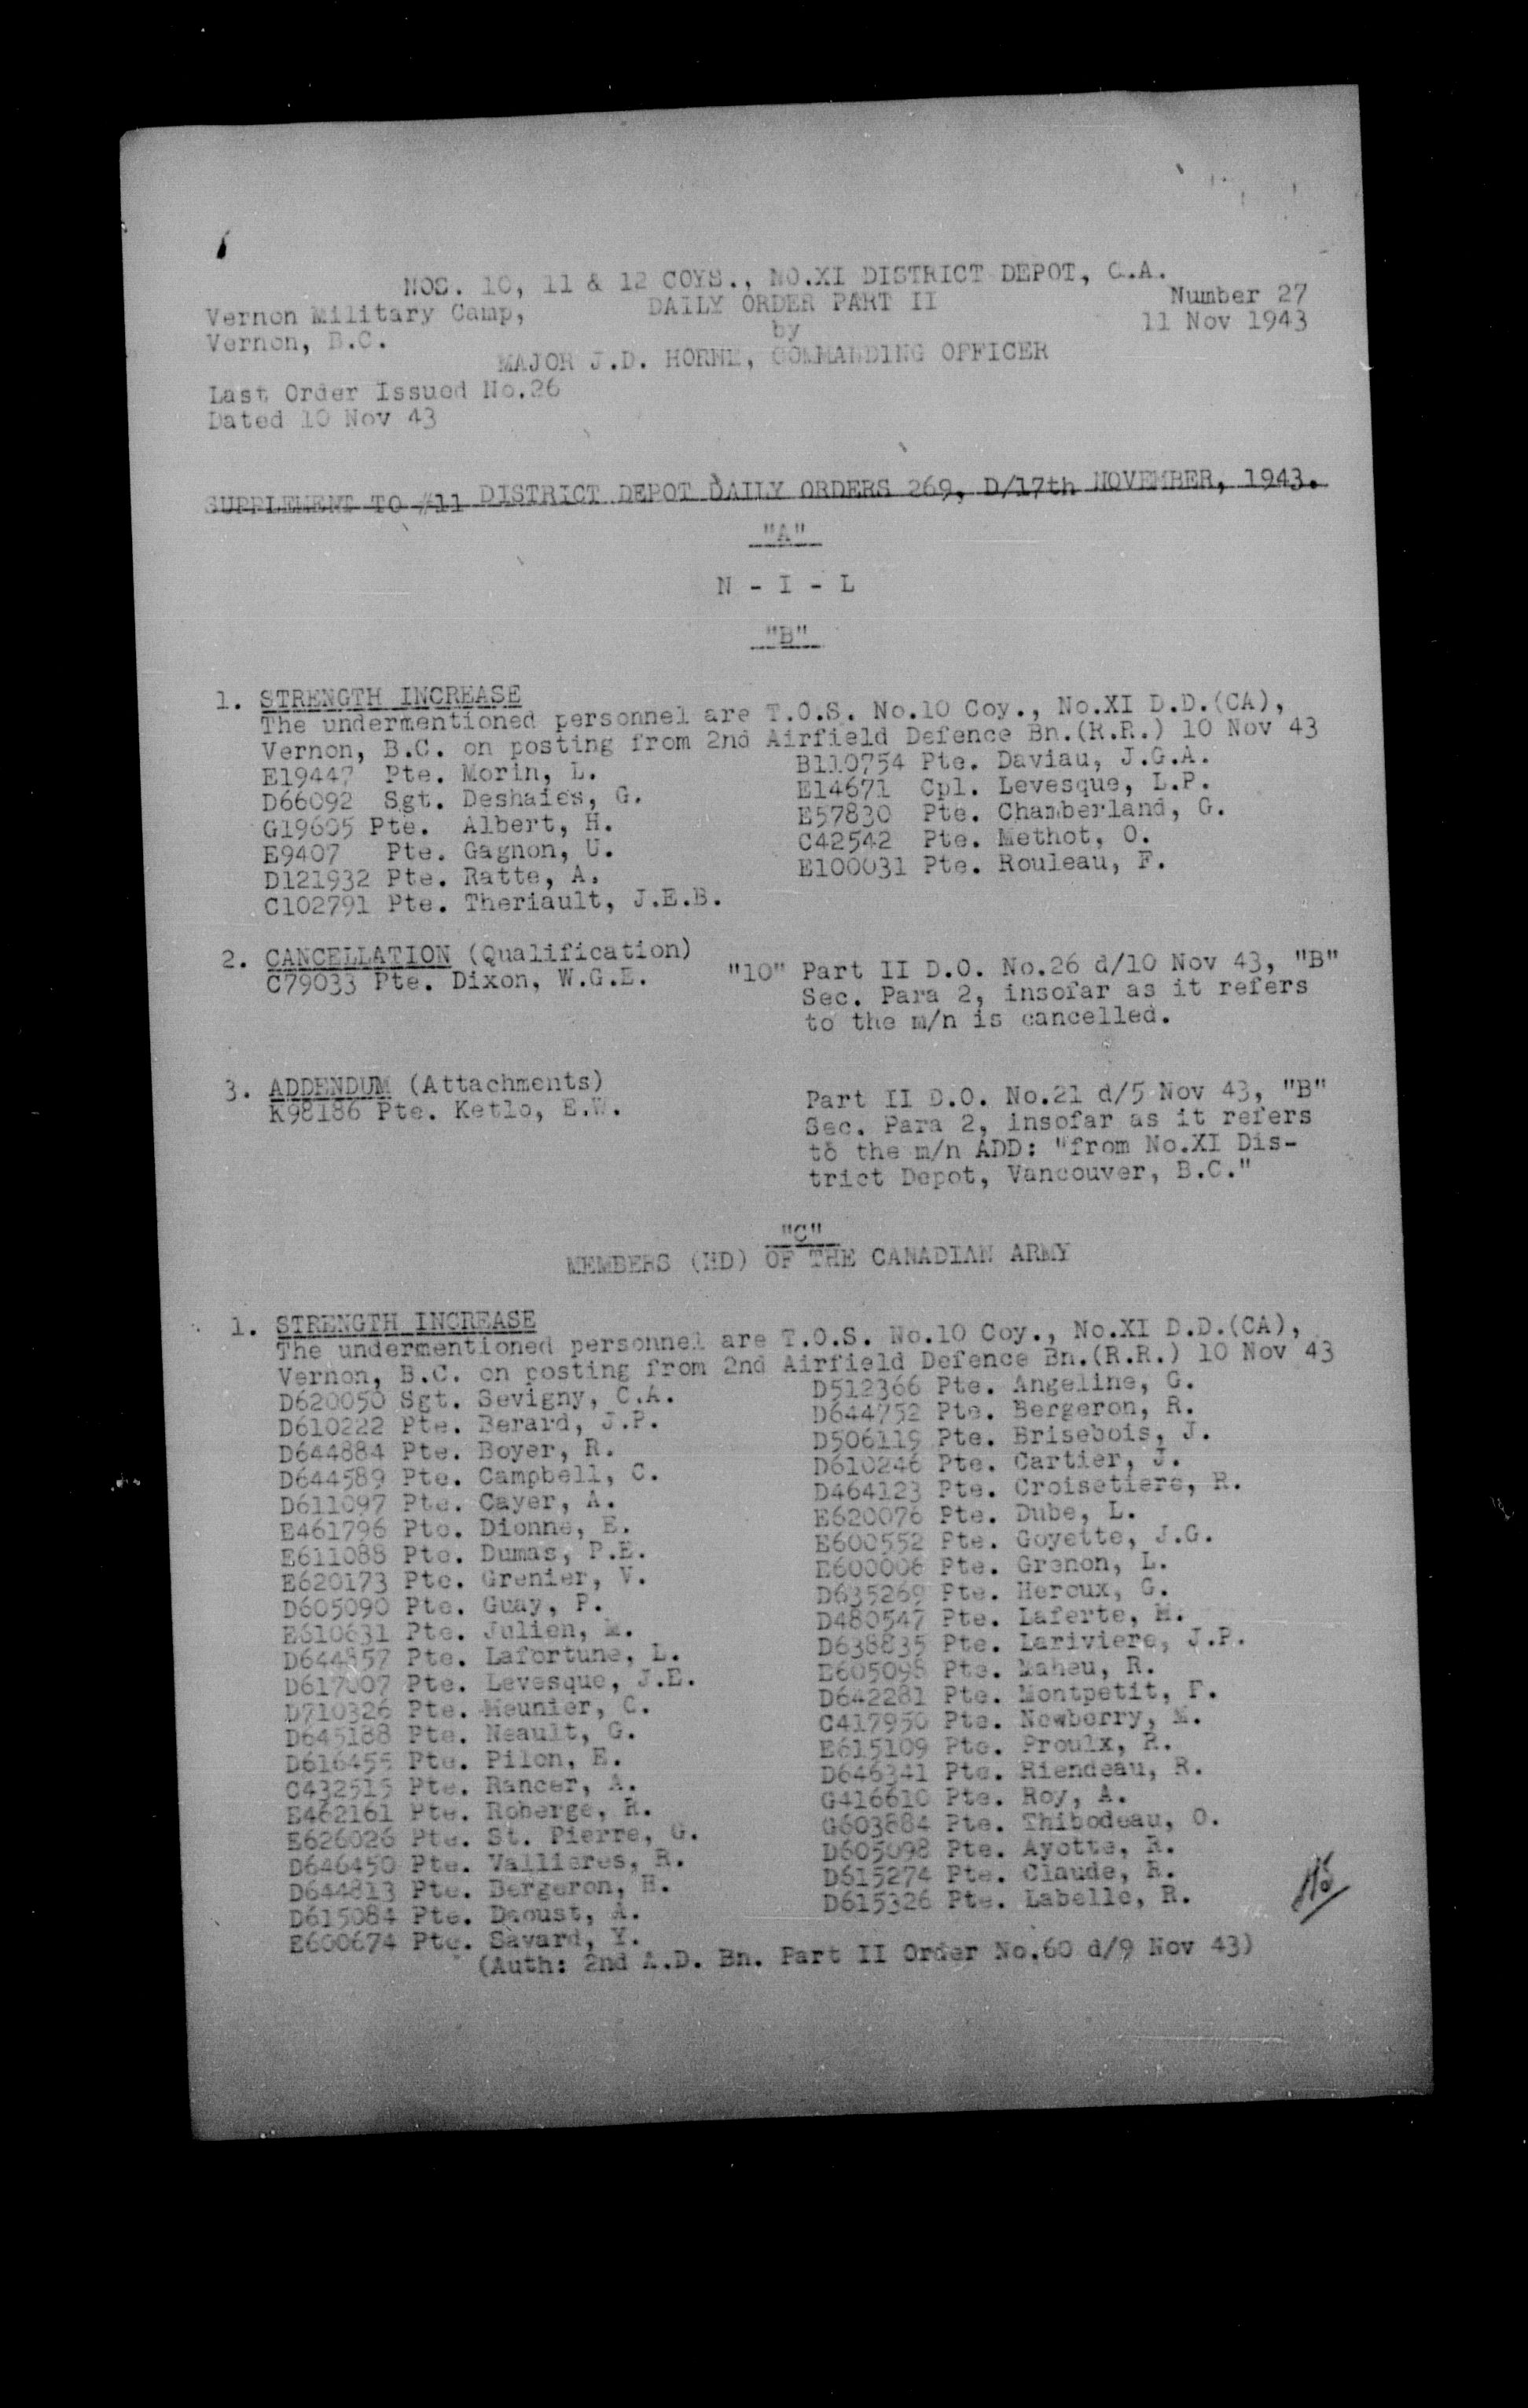 NOS. 10, 11 & 12 COYS., NO.XI DISTRICT DEPOT, C.A.
Vernon Military Camp, DAILY ORDER PART II Number 27
Vernon, B.C. by 11 Nov 1943
MAJOR J.D. HORNE, COMMANDING OFFICER
Last Order Issued No.26
Dated 10 Nov 43
SUPPLEMENT TO #11 DISTRICT DEPOT DAILY ORDERS 269, D/17th NOVEMBER, 1943.
"A"
N - I - L
"B"
1. STRENGTH INCREASE
The undermentioned personnel are T.O.S. No.10 Coy., No.XI D.D.(CA),
Vernon, B.C. on posting from 2nd Airfield Defence Bn.(R.R.) 10 Nov 43
E19447 Pte. Morin, L. B110754 Pte. Daviau, J.G.A.
D66092 Sgt. Deshaies, G. E14671 Cpl. Levesque, L.P.
G19605 Pte. Albert, H. E57830 Pte. Chamberland, G.
E9407 Pte. Gagnon, U. C42542 Pte. Methot, O.
D121932 Pte. Ratte, A. E100031 Pte. Rouleau, F.
C102791 Pte. Theriault, J.E.B.
2. CANCELLATION (Qualification)
C79033 Pte. Dixon, W.G.E. "10" Part II D.O. No.26 d/10 Nov 43, "B"
Sec. Para 2, insofar as it refers
to the m/n is cancelled.
3. ADDENDUM (Attachments)
K98186 Pte. Ketlo, E.W. Part II D.O. No.21 d/5 Nov 43, "B"
Sec. Para 2, insofar as it refers
to the m/n ADD: "from No.XI Dis-
trict Depot, Vancouver, B.C."
"C"
MEMBERS (HD) OF THE CANADIAN ARMY
1. STRENGTH INCREASE
The undermentioned personnel are T.O.S. No.10 Coy., No.XI D.D.(CA),
Vernon, B.C. on posting from 2nd Airfield Defence Bn.(R.R.) 10 Nov 43
D620050 Sgt. Sevigny, C.A. D512366 Pte. Angeline, G.
D610222 Pte. Berard, J.P. D644752 Pte. Bergeron, R.
D644884 Pte. Boyer, R. D506119 Pte. Brisebois, J.
D644589 Pte. Campbell, C. D610246 Pte. Cartier, J.
D611097 Pte. Cayer, A. D464123 Pte. Croisetiere, R.
E461796 Pte. Dionne, E. E620076 Pte. Dube, L.
E611088 Pte. Dumas, P.E. E600552 Pte. Goyette, J.G.
E620173 Pte. Grenier, V. E600006 Pte. Grenon, L.
D605090 Pte. Guay, P. D635269 Pte. Heroux, G.
E610631 Pte. Julien, M. D480547 Pte. Laferte, M.
D644857 Pte. Lafortune, L. D638835 Pte. Lariviere, J.P.
D617007 Pte. Levesque, J.E. E605098 Pte. Maheu, R.
D710326 Pte. Meunier, C. D642281 Pte. Montpetit, F.
D645188 Pte. Neault, G. C417950 Pte. Newberry, M.
D616455 Pte. Pilon, E. E615109 Pte. Proulx, R.
C432515 Pte. Rancer, A. D646341 Pte. Riendeau, R.
E462161 Pte. Roberge, R. G416610 Pte. Roy, A.
E626026 Pte. St. Pierre, G. G603884 Pte. Thibodeau, O.
D646450 Pte. Vallieres, R. D605098 Pte. Ayotte, R.
D644813 Pte. Bergeron, H. D615274 Pte. Claude, R.
D615084 Pte. Daoust, A. D615326 Pte. Labelle, R.
E600674 Pte. Savard, Y.
(Auth: 2nd A.D. Bn. Part II Order No.60 d/9 Nov 43)